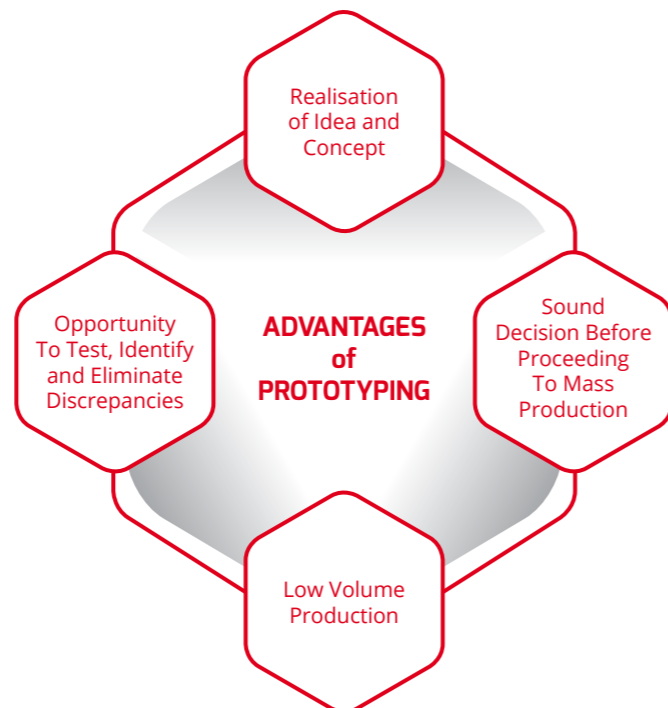 Realisation
of Idea and
Concept
Opportunity
To Test, Identify
and Eliminate
Discrepancies
ADVANTAGES
of
PROTOTYPING
Sound
Decision Before
Proceeding
To Mass
Production
Low Volume
Production